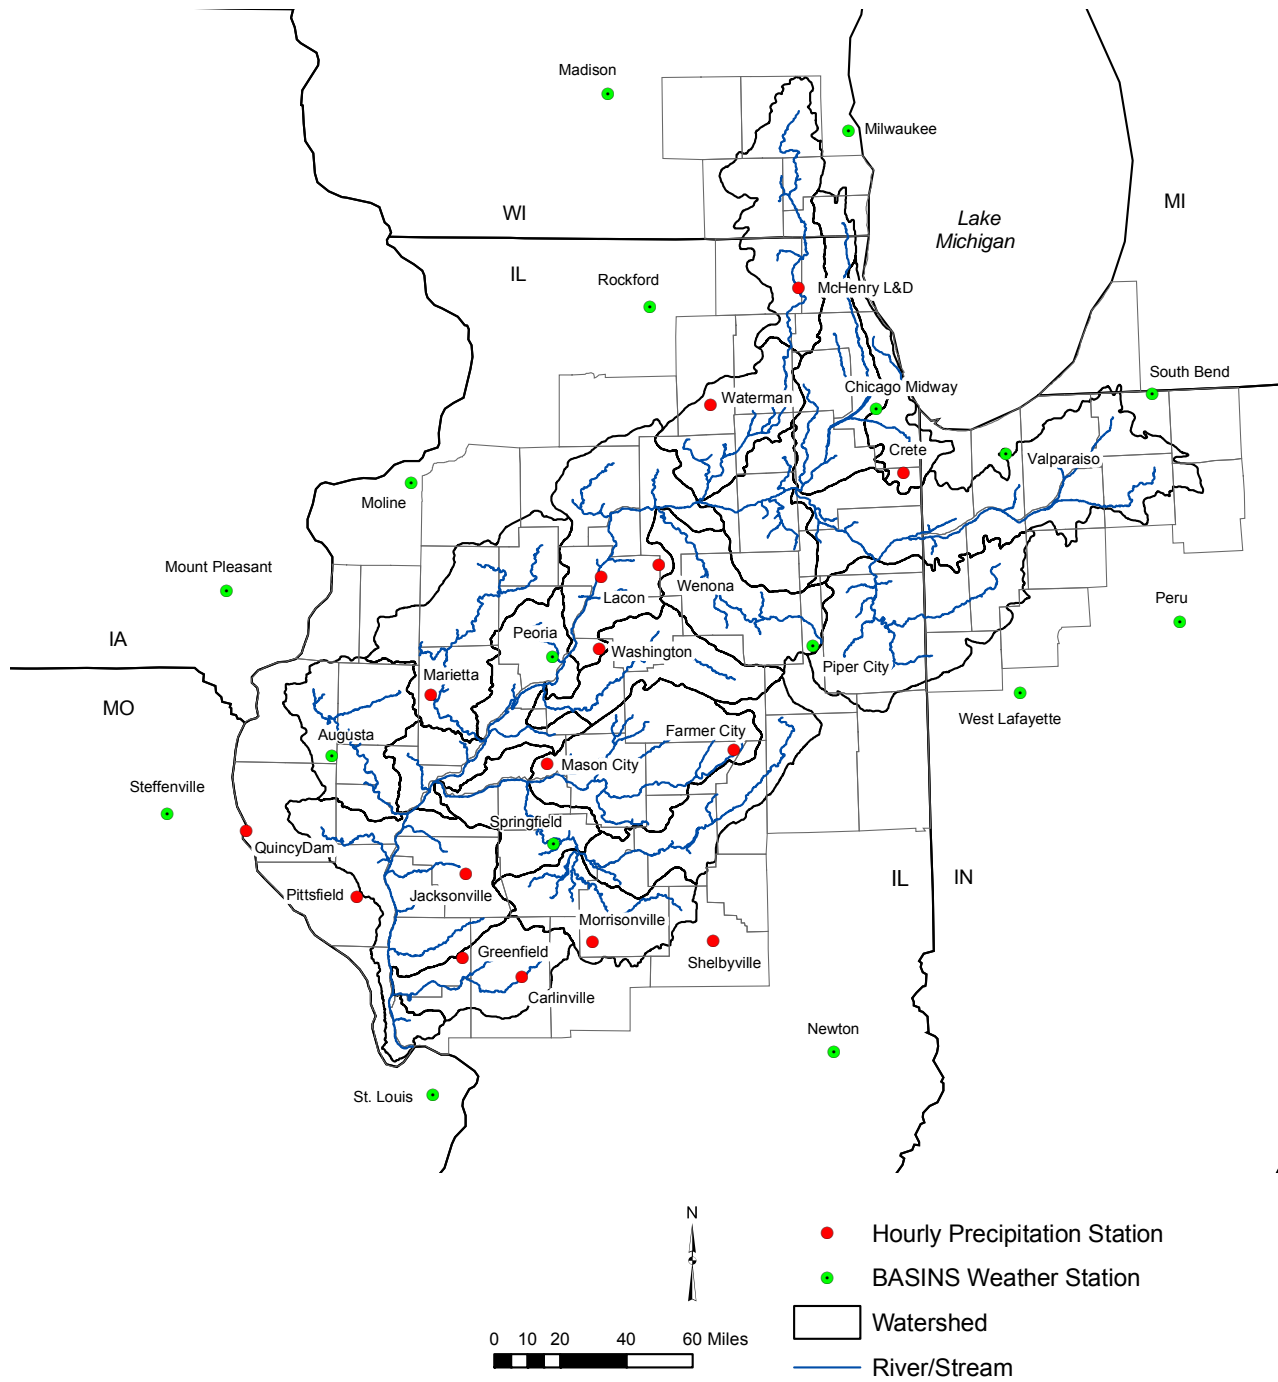 Madison
Milwaukee
MI
WI
Lake
Michigan
IL
Rockford
McHenry L&D
South Bend
Chicago Midway
Waterman
Crete
Valparaiso
Moline
Mount Pleasant
Wenona
Lacon
Peru
IA
Peoria
Washington
Piper City
Marietta
MO
West Lafayette
Farmer City
Augusta
Mason City
Steffenville
Springfield
QuincyDam
IL
IN
Pittsfield
Jacksonville
Morrisonville
Greenfield
Shelbyville
Carlinville
Newton
St. Louis
N
Hourly Precipitation Station
BASINS Weather Station
Watershed
River/Stream
0 10 20 40 60 Miles